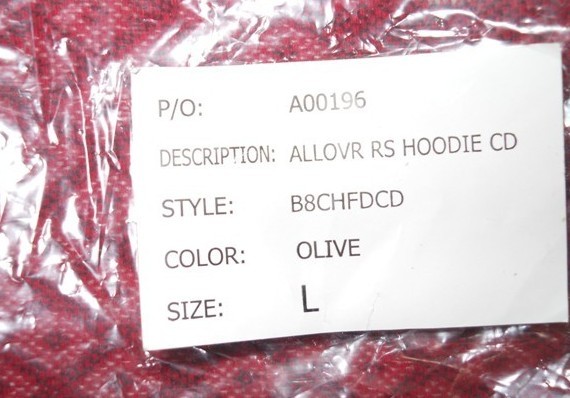 P/O: A00196
DESCRIPTION: ALLOVR RS HOODIE CD
STYLE: B8CHFDCD
COLOR: OLIVE
SIZE: L